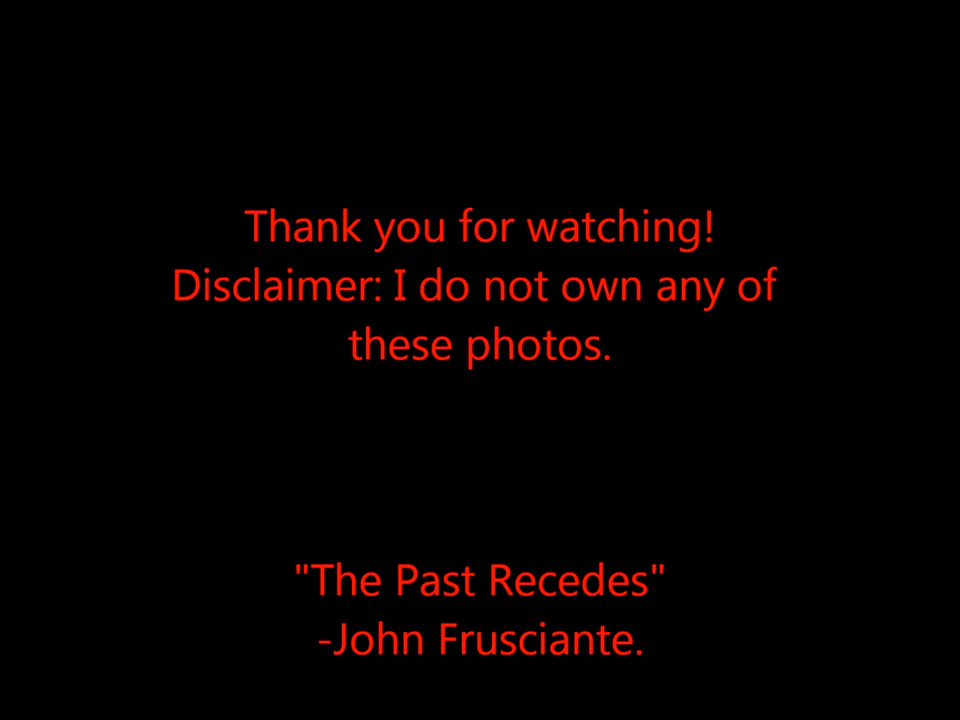 Thank you for watching!
Disclaimer: I do not own any of
these photos.
"The Past Recedes"
-John Frusciante.